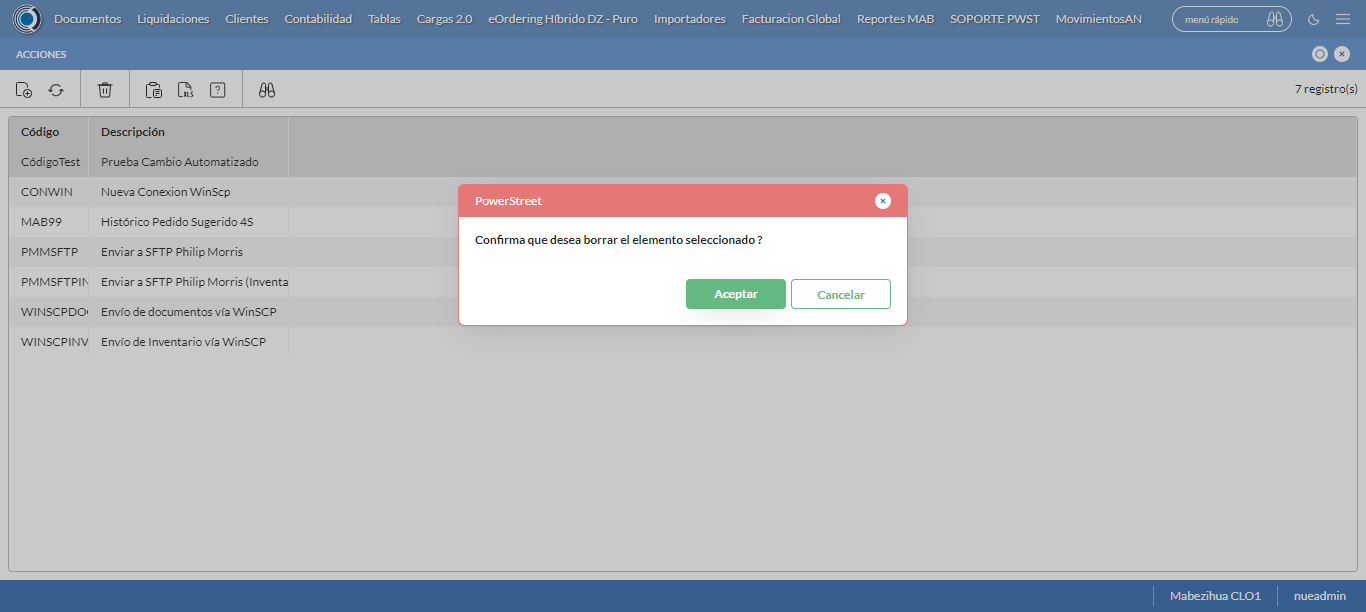 Documentos Liquidaciones Clientes Contabilidad Tablas Cargas 2.0 eOrdering Híbrido DZ - Puro Importadores Facturacion Global Reportes MAB SOPORTE PWST MovimientosAN menú rápido
ACCIONES
XLS ? 7 registro(s)
Código Descripción
CódigoTest Prueba Cambio Automatizado
CONWIN Nueva Conexion WinScp
MAB99 Histórico Pedido Sugerido 4S
PMMSFTP Enviar a SFTP Philip Morris
PMMSFTPIN Enviar a SFTP Philip Morris (Inventa
WINSCPDO Envío de documentos vía WinSCP
WINSCPINV Envío de Inventario vía WinSCP
PowerStreet
Confirma que desea borrar el elemento seleccionado ?
Aceptar Cancelar
Mabezihua CLO1 nueadmin